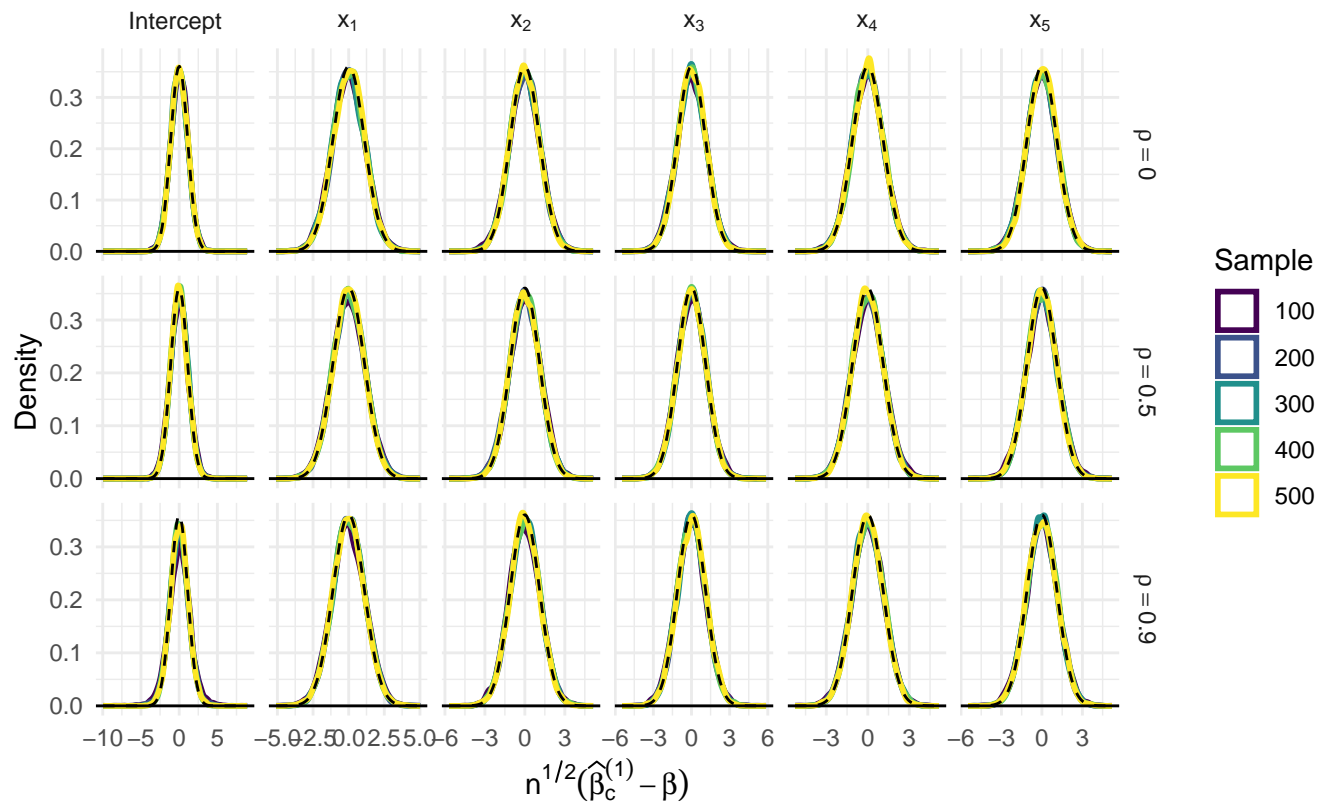 Intercept x₁ x₂ x₃ x₄ x₅
0.3
0.2
0.1
0.0
ρ = 0
0.3
0.2
0.1
0.0
ρ = 0.5
0.3
0.2
0.1
0.0
ρ = 0.9
Density
−10 −5 0 5 −5.0 −2.5 0.0 2.5 5.0 −6 −3 0 3 −6 −3 0 3 6 −6 −3 0 3 −6 −3 0 3
n^{1/2}(β̂_c^{(1)} − β)
Sample
100
200
300
400
500